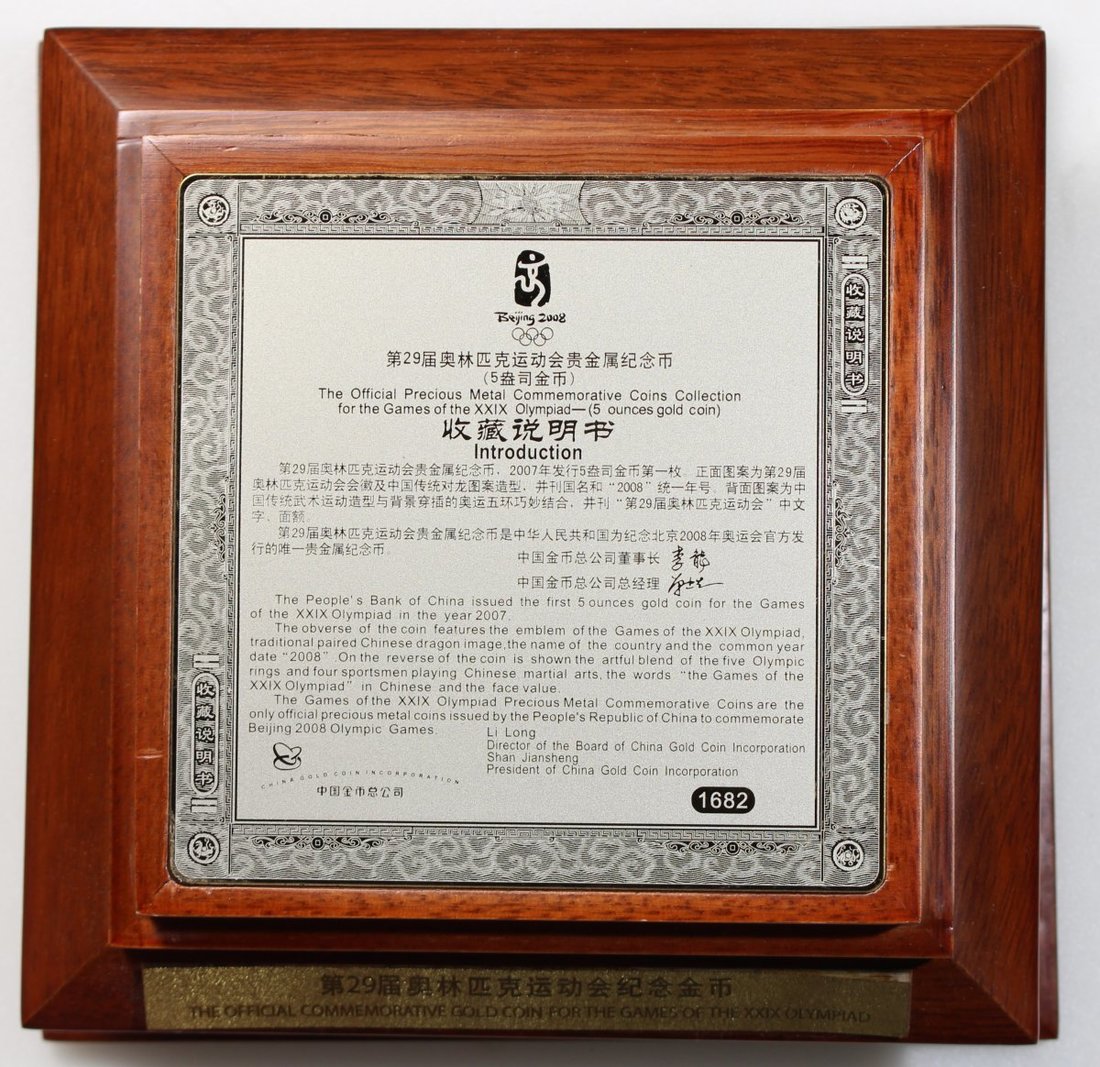 Beijing 2008
第29届奥林匹克运动会贵金属纪念币
（5盎司金币）
The Official Precious Metal Commemorative Coins Collection
for the Games of the XXIX Olympiad—(5 ounces gold coin)
收藏说明书
Introduction
第29届奥林匹克运动会贵金属纪念币，2007年发行5盎司金币第一枚。正面图案为第29届
奥林匹克运动会会徽及中国传统对龙图案造型，并刊国名和“2008”统一年号。背面图案为中
国传统武术运动造型与背景穿插的奥运五环巧妙结合，并刊“第29届奥林匹克运动会”中文
字、面额。
第29届奥林匹克运动会贵金属纪念币是中华人民共和国为纪念北京2008年奥运会官方发
行的唯一贵金属纪念币。
中国金币总公司董事长
中国金币总公司总经理
The People's Bank of China issued the first 5 ounces gold coin for the Games
of the XXIX Olympiad in the year 2007.
The obverse of the coin features the emblem of the Games of the XXIX Olympiad,
traditional paired Chinese dragon image,the name of the country and the common year
date “2008”.On the reverse of the coin is shown the artful blend of the five Olympic
rings and four sportsmen playing Chinese martial arts, the words “the Games of the
XXIX Olympiad” in Chinese and the face value.
The Games of the XXIX Olympiad Precious Metal Commemorative Coins are the
only official precious metal coins issued by the People's Republic of China to commemorate
Beijing 2008 Olympic Games.
Li Long
Director of the Board of China Gold Coin Incorporation
Shan Jiansheng
President of China Gold Coin Incorporation
CHINA GOLD COIN INCORPORATION
中国金币总公司
1682
收藏说明书
收藏说明书
第29届奥林匹克运动会纪念金币
THE OFFICIAL COMMEMORATIVE GOLD COIN FOR THE GAMES OF THE XXIX OLYMPIAD